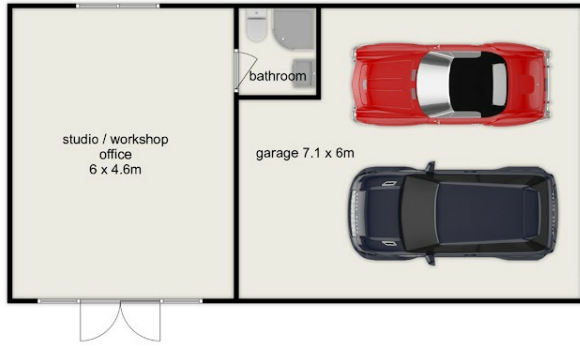 studio / workshop
office
6 x 4.6m
bathroom
garage 7.1 x 6m